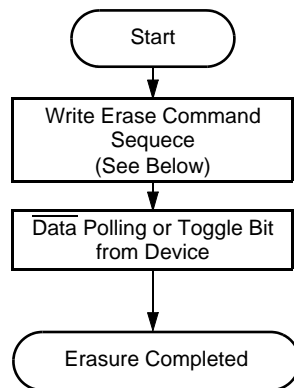 Start
Write Erase Command
Sequece
(See Below)
Data Polling or Toggle Bit
from Device
Erasure Completed